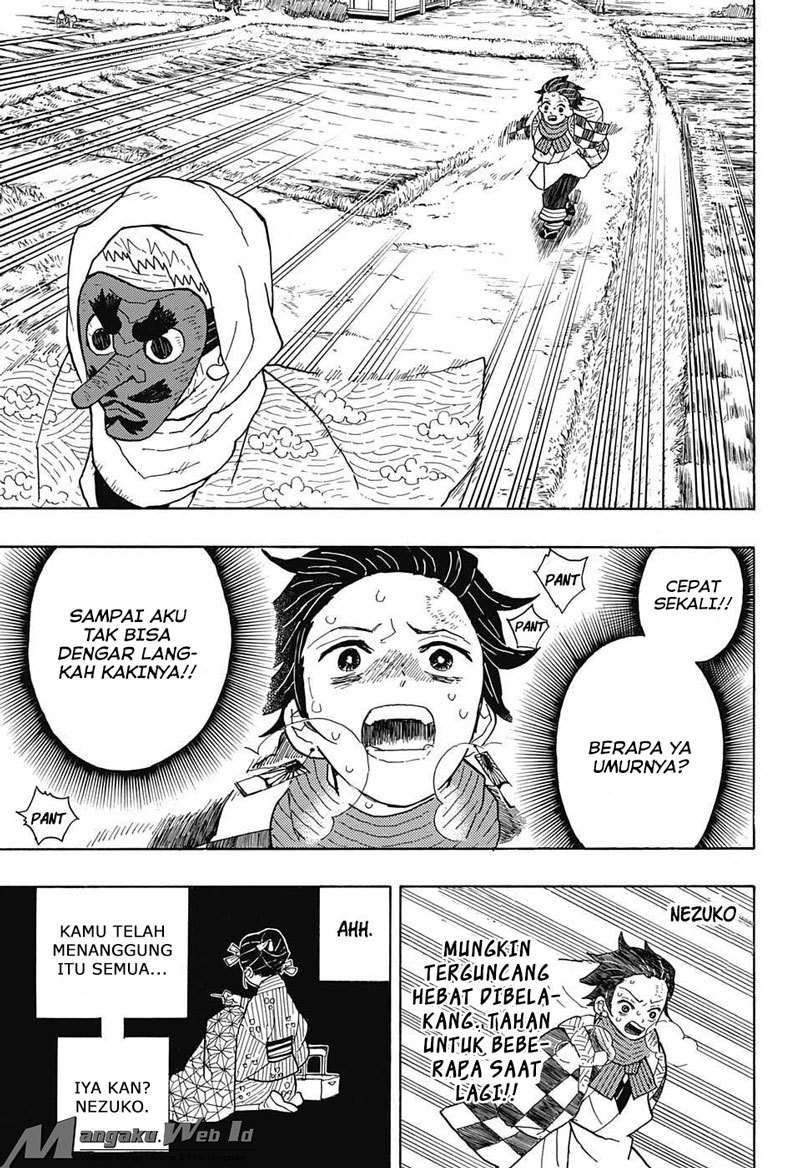 CEPAT
SEKALI!!
PANT
PANT
BERAPA YA
UMURNYA?
SAMPAI AKU
TAK BISA
DENGAR LANG-
KAH KAKINYA!!
PANT
NEZUKO
MUNGKIN
TERGUNCANG
HEBAT DIBELA-
KANG. TAHAN
UNTUK BEBE-
RAPA SAAT
LAGI!!
AHH.
KAMU TELAH
MENANGGUNG
ITU SEMUA...
IYA KAN?
NEZUKO.
Mangaku.Web Id